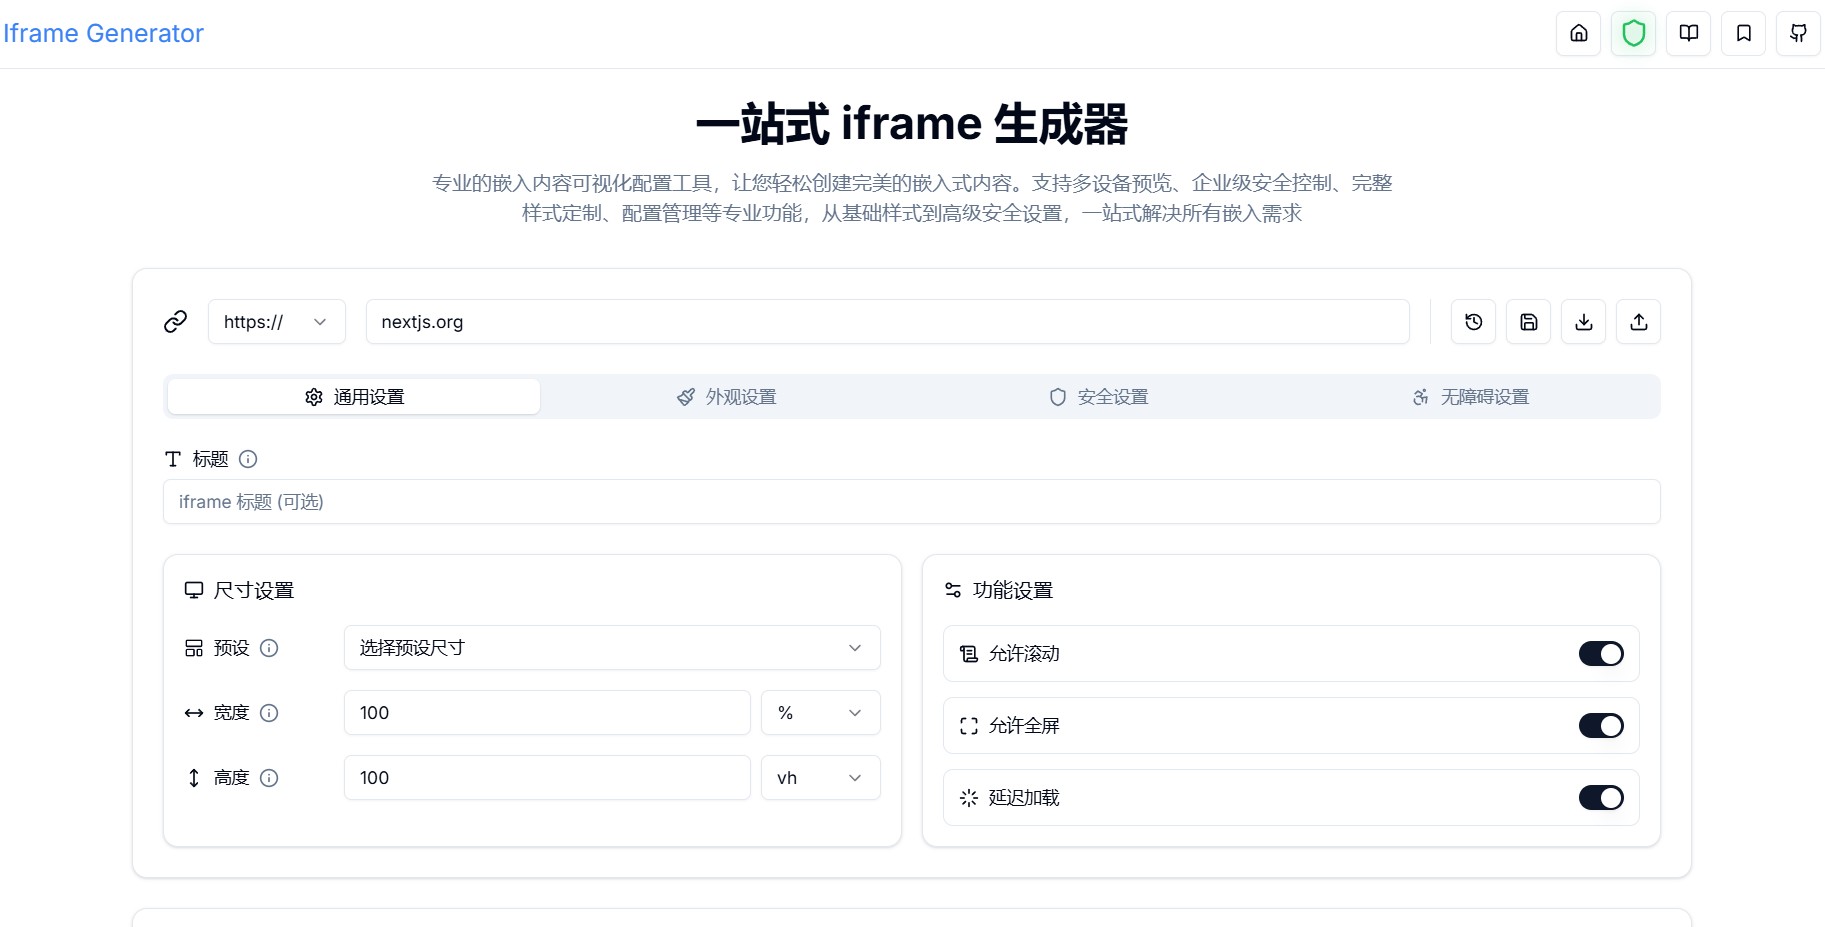 Iframe Generator
一站式 iframe 生成器
专业的嵌入内容可视化配置工具，让您轻松创建完美的嵌入式内容。支持多设备预览、企业级安全控制、完整
样式定制、配置管理等专业功能，从基础样式到高级安全设置，一站式解决所有嵌入需求
https://
nextjs.org
通用设置
外观设置
安全设置
无障碍设置
标题
iframe 标题 (可选)
尺寸设置
预设
选择预设尺寸
宽度
100
%
高度
100
vh
功能设置
允许滚动
允许全屏
延迟加载